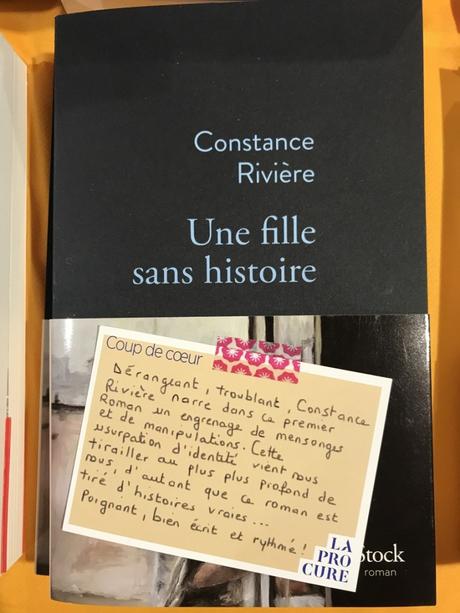 Constance
Rivière
Une fille
sans histoire
Coup de cœur
Dérangeant, troublant, Constance
Rivière narre dans ce premier
Roman un engrenage de mensonges
et de manipulations. Cette
usurpation d'identité vient nous
tirailler au plus plus profond de
nous, d'autant que ce roman est
tiré d'histoires vraies...
Poignant, bien écrit et rythmé !
LA
PRO
CURE
Stock
roman